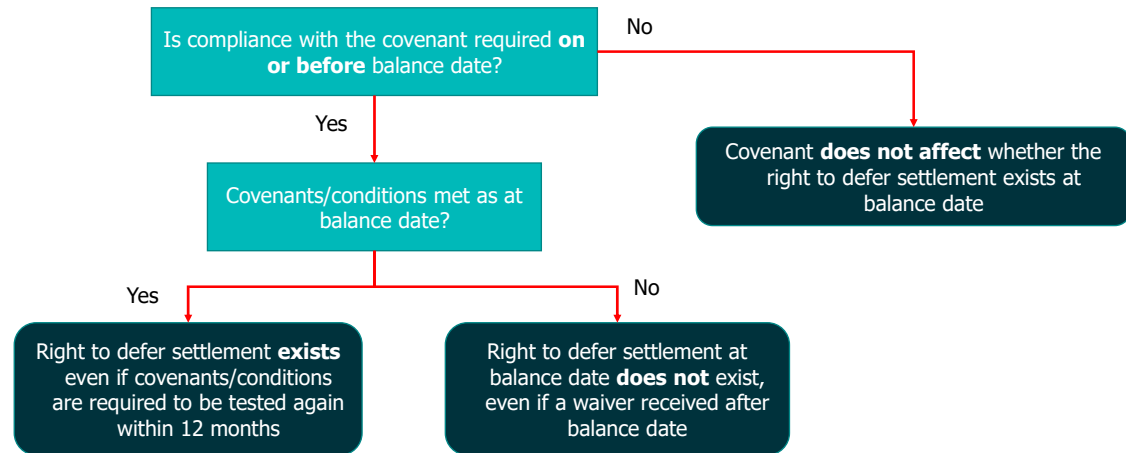 Is compliance with the covenant required on
or before balance date?
No
Yes
Covenant does not affect whether the
right to defer settlement exists at
balance date
Covenants/conditions met as at
balance date?
Yes
No
Right to defer settlement exists
even if covenants/conditions
are required to be tested again
within 12 months
Right to defer settlement at
balance date does not exist,
even if a waiver received after
balance date